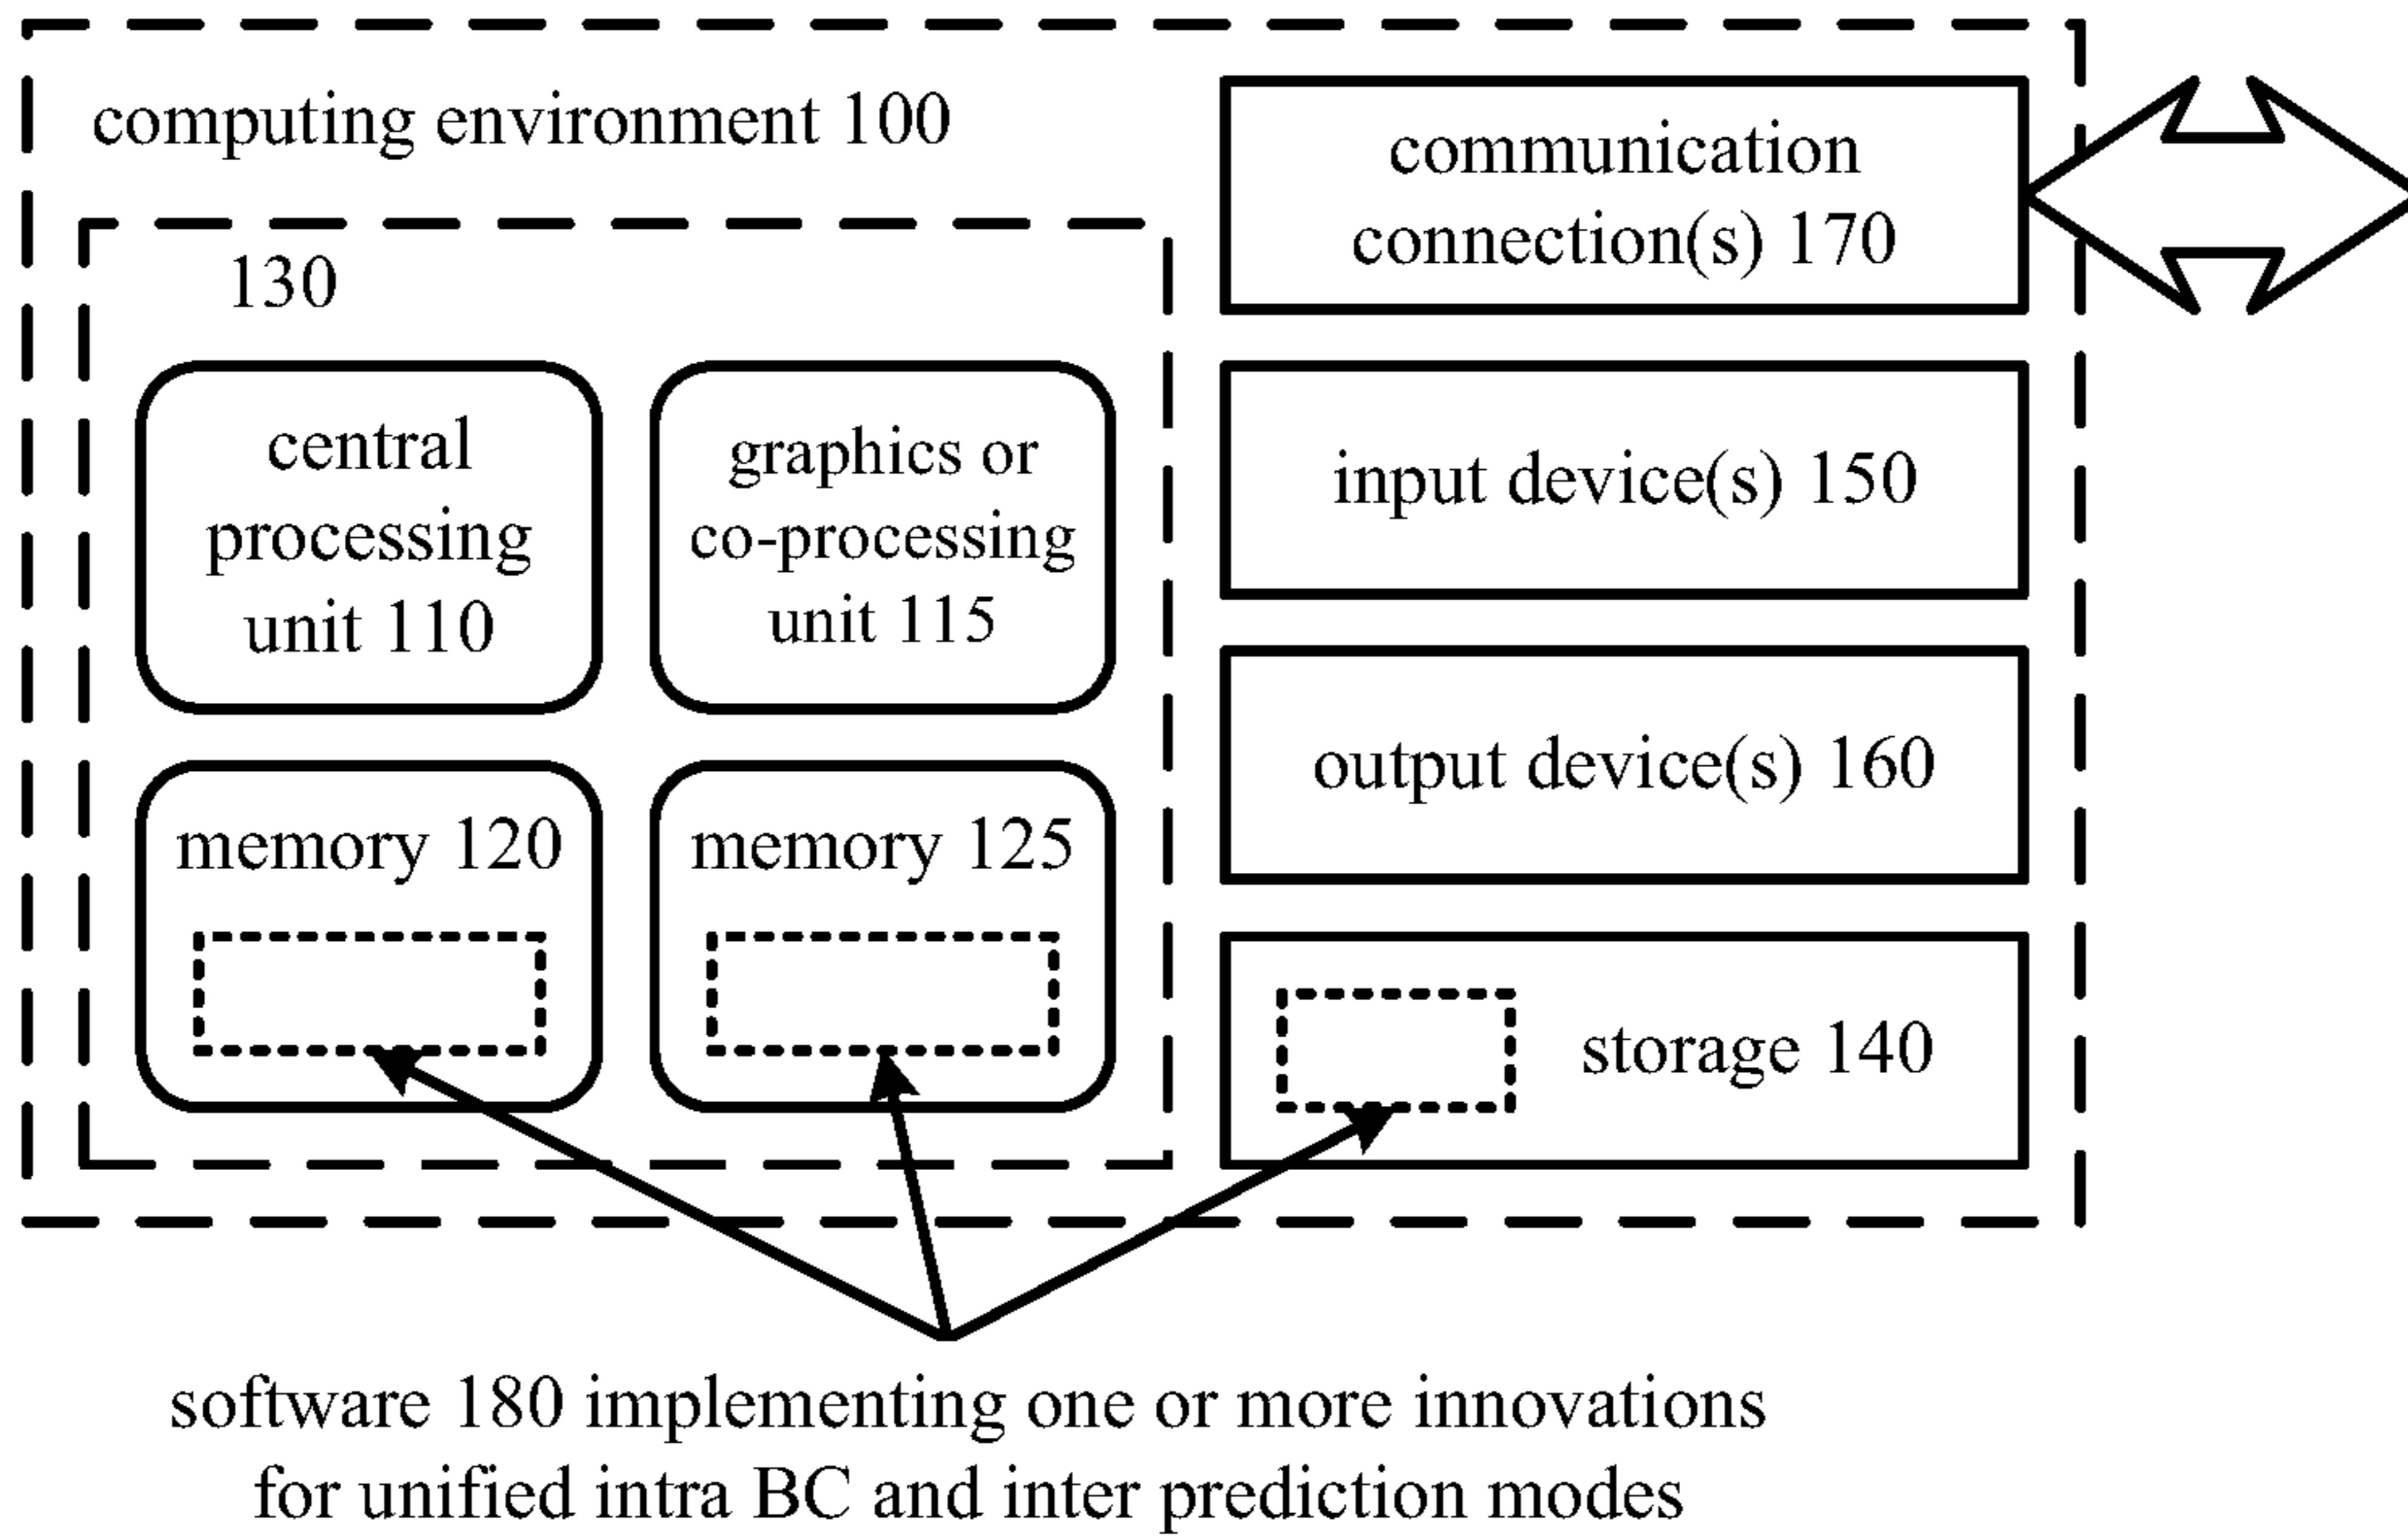 computing environment 100
130
central
processing
unit 110
graphics or
co-processing
unit 115
memory 120
memory 125
communication
connection(s) 170
input device(s) 150
output device(s) 160
storage 140
software 180 implementing one or more innovations
for unified intra BC and inter prediction modes